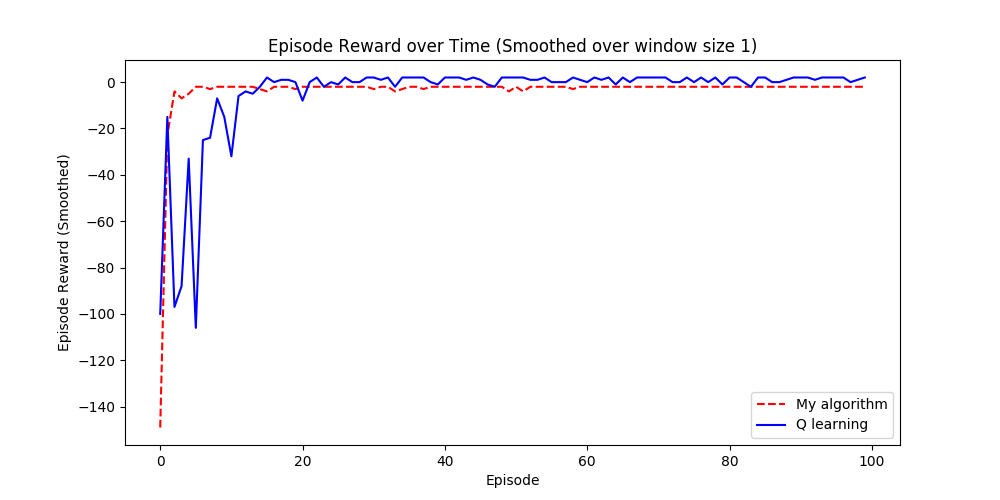 Episode Reward over Time (Smoothed over window size 1)
Episode Reward (Smoothed)
0
−20
−40
−60
−80
−100
−120
−140
0
20
40
60
80
100
Episode
My algorithm
Q learning